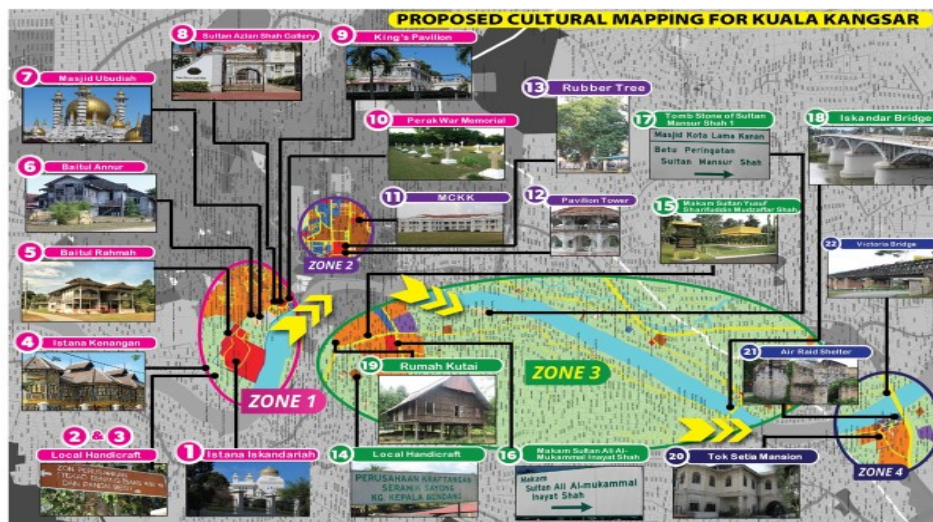 PROPOSED CULTURAL MAPPING FOR KUALA KANGSAR
8
Sultan Azlan Shah Gallery
9
King's Pavilion
7
Masjid Ubudiah
13
Rubber Tree
17
Tomb Stone of Sultan
Mansur Shah 1
Masjid Kota Lama Kanan
Batu Peringatan
Sultan Mansur Shah
18
Iskandar Bridge
10
Perak War Memorial
6
Baitul Annur
11
MCKK
12
Pavilion Tower
15
Makam Sultan Yusuf
Sharifuddin Mudzaffar Shah
22
Victoria Bridge
5
Baitul Rahmah
ZONE 2
4
Istana Kenangan
ZONE 1
19
Rumah Kutai
ZONE 3
21
Air Raid Shelter
2 & 3
Local Handicraft
ZON PERUSAHAAN
1
Istana Iskandariah
14
Local Handicraft
PERUSAHAAN KRAFTANGAN
SERAMIK SAYONG
KG. KEPALA BENDANG
16
Makam Sultan Ali Al-
Mukammal Inayat Shah
Makam
Sultan Ali Al-mukammal
Inayat Shah
20
Tok Setia Mansion
ZONE 4